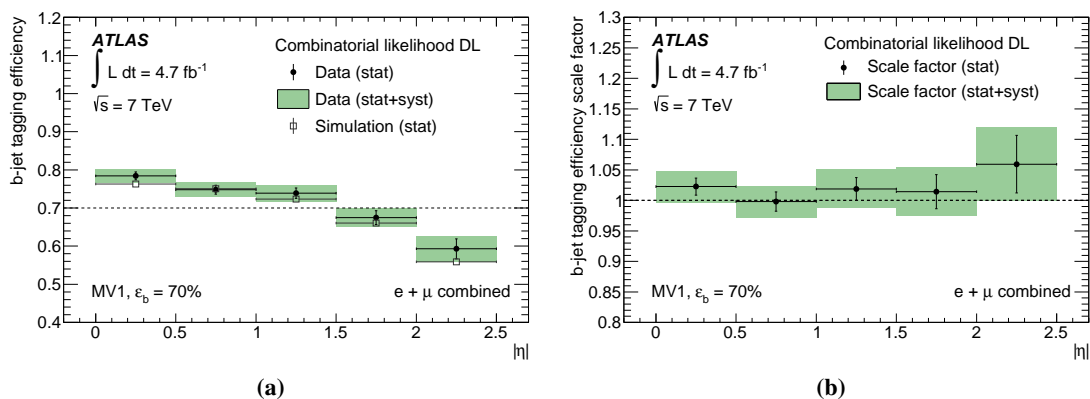 b-jet tagging efficiency
1.2
1.1
1
0.9
0.8
0.7
0.6
0.5
0.4
ATLAS
∫ L dt = 4.7 fb⁻¹
√s = 7 TeV
Combinatorial likelihood DL
Data (stat)
Data (stat+syst)
Simulation (stat)
MV1, ε_b = 70%
e + μ combined
0 0.5 1 1.5 2 2.5
|η|
(a)
b-jet tagging efficiency scale factor
1.3
1.25
1.2
1.15
1.1
1.05
1
0.95
0.9
0.85
0.8
ATLAS
∫ L dt = 4.7 fb⁻¹
√s = 7 TeV
Combinatorial likelihood DL
Scale factor (stat)
Scale factor (stat+syst)
MV1, ε_b = 70%
e + μ combined
0 0.5 1 1.5 2 2.5
|η|
(b)